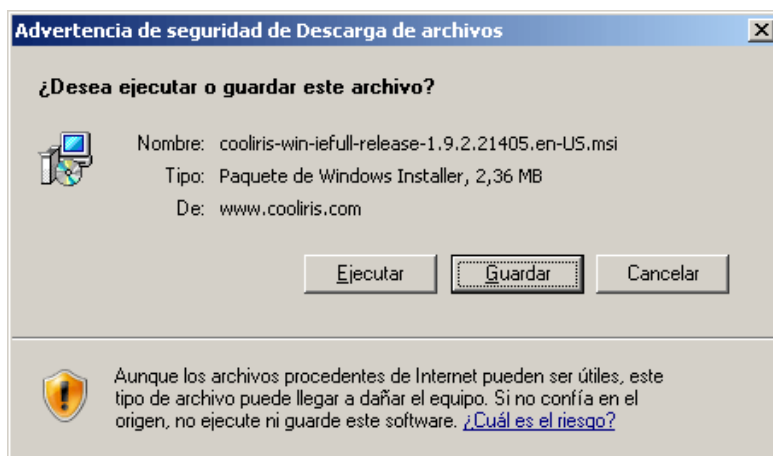 Advertencia de seguridad de Descarga de archivos
¿Desea ejecutar o guardar este archivo?
Nombre: cooliris-win-iefull-release-1.9.2.21405.en-US.msi
Tipo: Paquete de Windows Installer, 2,36 MB
De: www.cooliris.com
Ejecutar Guardar Cancelar
Aunque los archivos procedentes de Internet pueden ser útiles, este
tipo de archivo puede llegar a dañar el equipo. Si no confía en el
origen, no ejecute ni guarde este software. ¿Cuál es el riesgo?